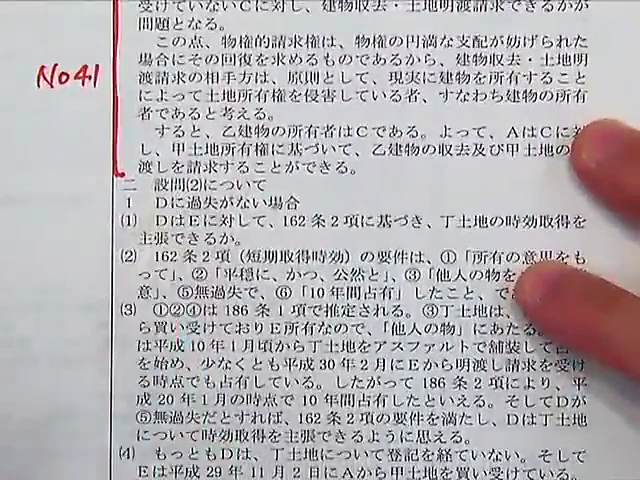 受けていないCに対し、建物収去・土地明渡請求できるかが
問題となる。
この点、物権的請求権は、物権の円満な支配が妨げられた
場合にその回復を求めるものであるから、建物収去・土地明
渡請求の相手方は、原則として、現実に建物を所有すること
によって土地所有権を侵害している者、すなわち建物の所有
者であると考える。
すると、乙建物の所有者はCである。よって、AはCに対
し、甲土地所有権に基づいて、乙建物の収去及び甲土地の
渡しを請求することができる。
No41
二 設問(2)について
1 Dに過失がない場合
(1) DはEに対して、162条2項に基づき、丁土地の時効取得を
主張できるか。
(2) 162条2項(短期取得時効)の要件は、①「所有の意思をも
って」、②「平穏に、かつ、公然と」、③「他人の物を
意」、⑤無過失で、⑥「10年間占有」したこと、で
(3) ①②④は186条1項で推定される。③丁土地は、
ら買い受けておりE所有なので、「他人の物」にあたる。
は平成10年1月頃から丁土地をアスファルトで舗装して
を始め、少なくとも平成30年2月にEから明渡し請求を受け
る時点でも占有している。したがって186条2項により、平
成20年1月の時点で10年間占有したといえる。そしてDが
⑤無過失だとすれば、162条2項の要件を満たし、Dは丁土地
について時効取得を主張できるように思える。
(4) もっともDは、丁土地について登記を経ていない。そして
Eは平成29年11月2日にAから甲土地を買い受けている。